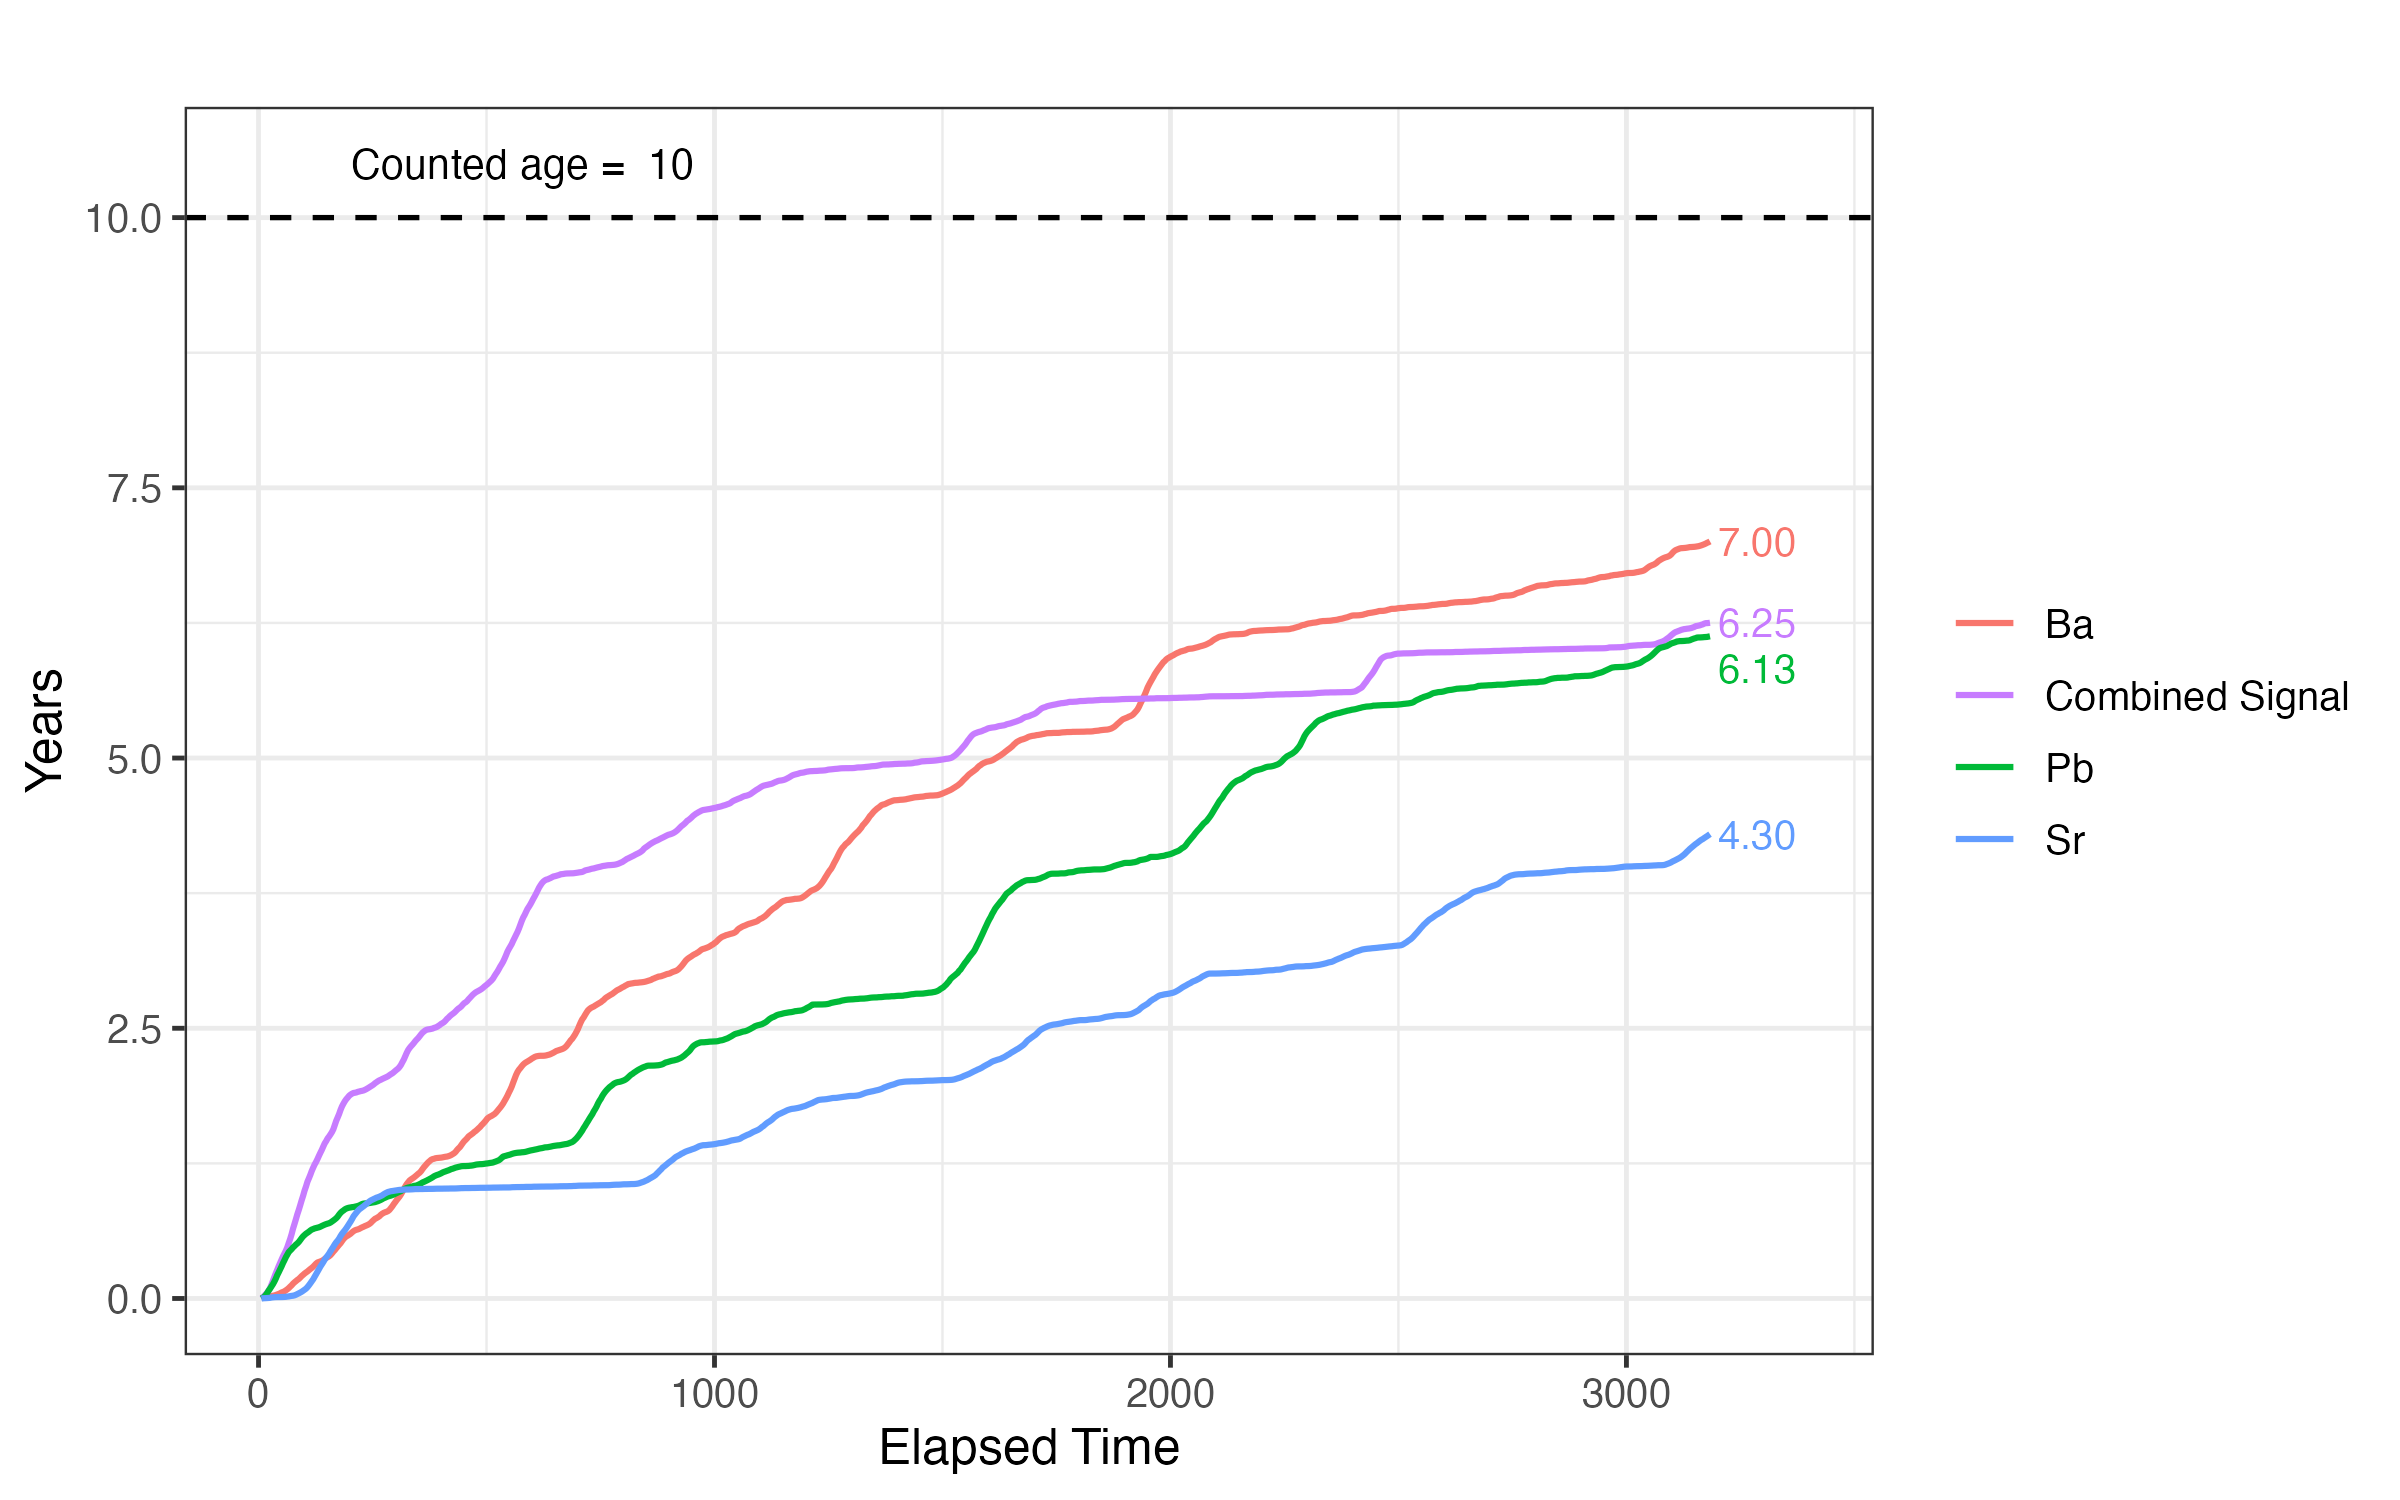 Counted age =  10
10.0
7.5
5.0
2.5
0.0
Years
7.00
6.25
6.13
4.30
0
1000
2000
3000
Elapsed Time
Ba
Combined Signal
Pb
Sr